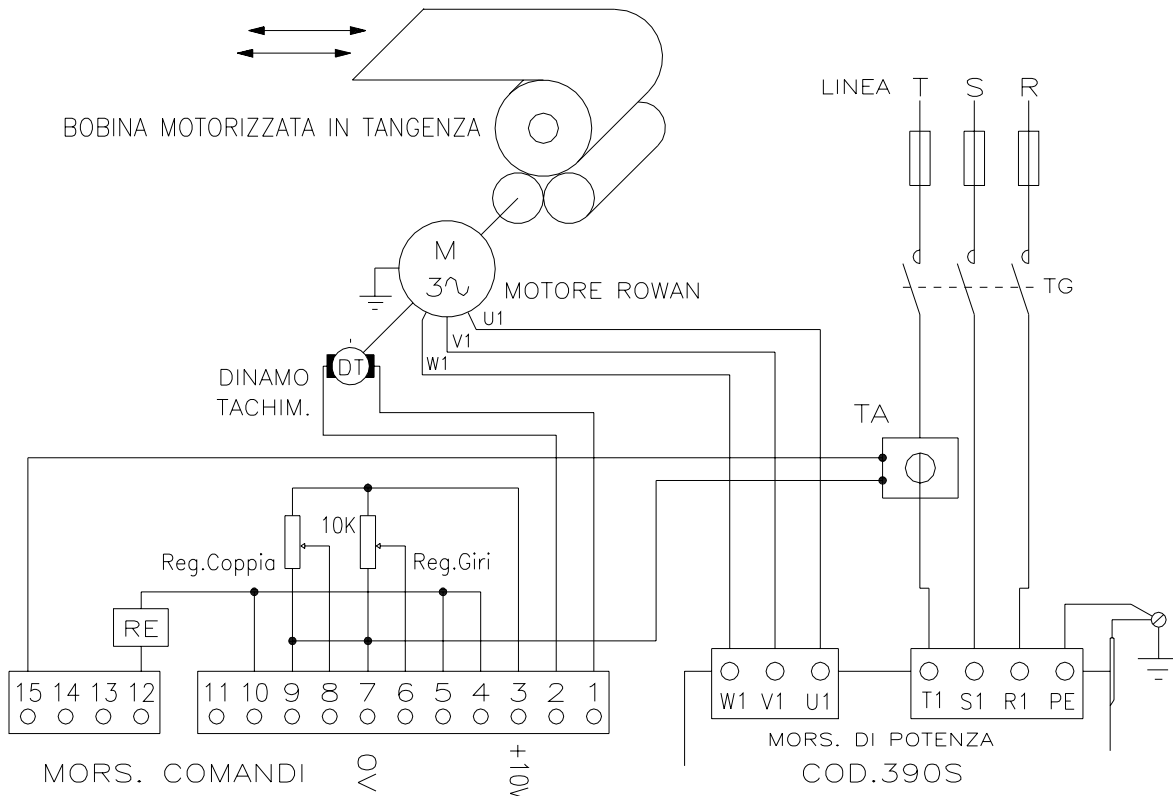 LINEA T S R
BOBINA MOTORIZZATA IN TANGENZA
M
3∿
MOTORE ROWAN
TG
U1
V1
W1
DT
DINAMO
TACHIM.
TA
10K
Reg.Coppia
Reg.Giri
RE
15 14 13 12
11 10 9 8 7 6 5 4 3 2 1
W1 V1 U1
T1 S1 R1 PE
MORS. DI POTENZA
COD.390S
MORS. COMANDI
0V
+10V